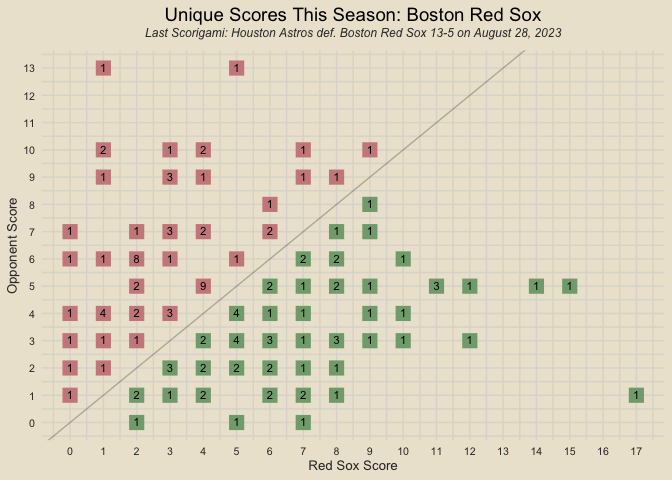 Unique Scores This Season: Boston Red Sox
Last Scorigami: Houston Astros def. Boston Red Sox 13-5 on August 28, 2023
13 1 1
12
11
10 2 1 2 1 1
9 1 3 1 1 1
8 1 1
7 1 1 3 2 2 1 1
6 1 1 8 1 1 2 2 1
5 2 9 2 1 2 1 3 1 1 1
4 1 4 2 3 4 1 1 1 1
3 1 1 1 2 4 3 1 3 1 1 1
2 1 1 3 2 2 2 1 1
1 1 2 1 2 2 2 1 1
0 1 1 1
Opponent Score
0 1 2 3 4 5 6 7 8 9 10 11 12 13 14 15 16 17
Red Sox Score